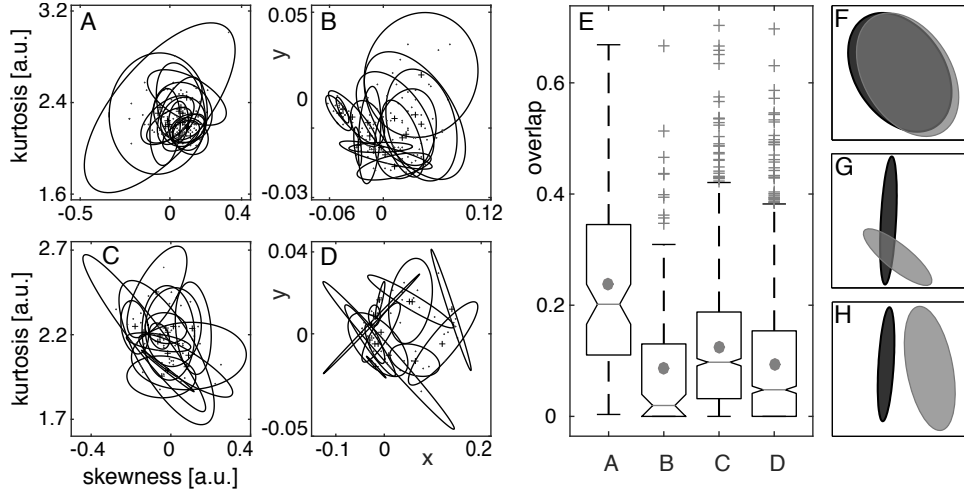 A
kurtosis [a.u.]
3.2
2.4
1.6
-0.5
0
0.4
B
y
0.05
0
-0.03
-0.06
0
0.12
C
kurtosis [a.u.]
2.7
2.2
1.7
-0.4
0
0.4
skewness [a.u.]
D
y
0.04
0
-0.05
-0.1
0
0.2
x
E
overlap
0.6
0.4
0.2
0
A B C D
F
G
H